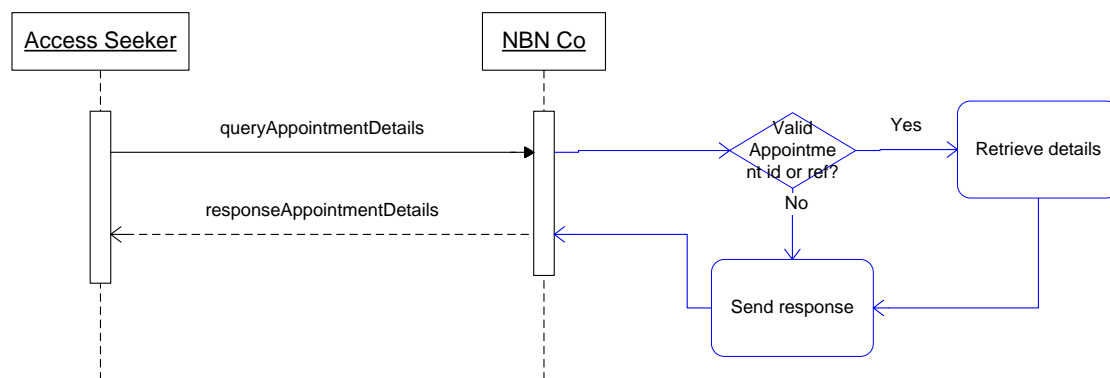 Access Seeker
NBN Co
queryAppointmentDetails
Valid
Appointme
nt id or ref?
Yes
Retrieve details
responseAppointmentDetails
No
Send response